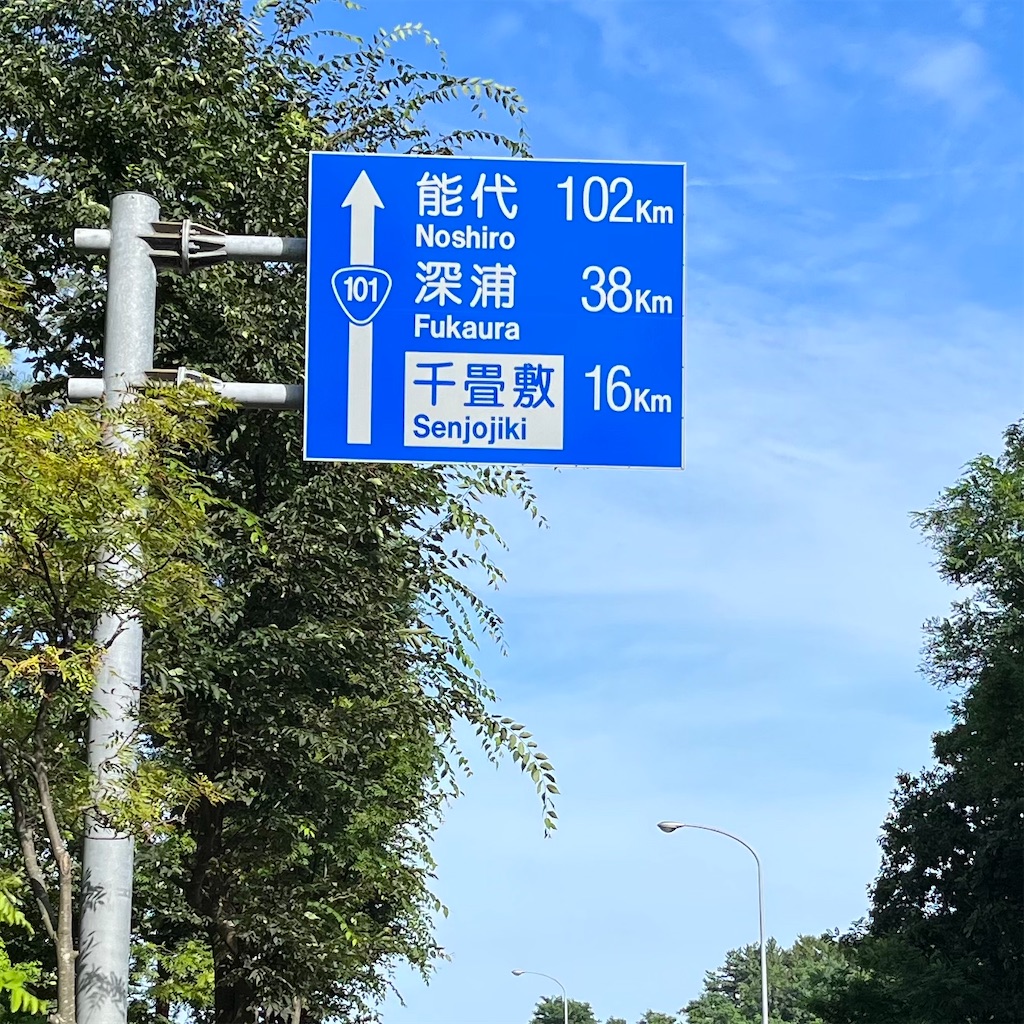 能代 102Km
Noshiro
101
深浦 38Km
Fukaura
千畳敷 16Km
Senjojiki